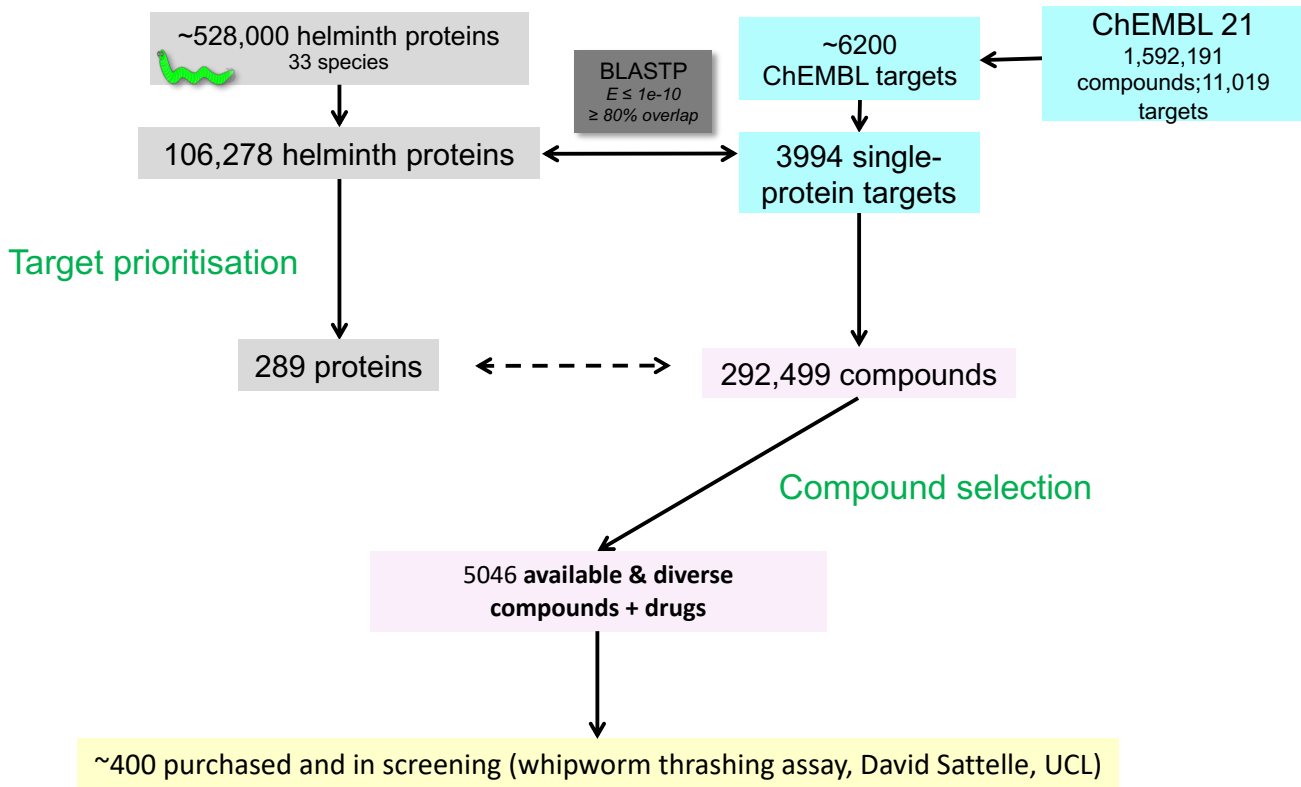 ~528,000 helminth proteins
33 species
~6200
ChEMBL targets
ChEMBL 21
1,592,191
compounds;11,019
targets
BLASTP
E ≤ 1e-10
≥ 80% overlap
106,278 helminth proteins
3994 single-
protein targets
Target prioritisation
289 proteins
292,499 compounds
Compound selection
5046 available & diverse
compounds + drugs
~400 purchased and in screening (whipworm thrashing assay, David Sattelle, UCL)